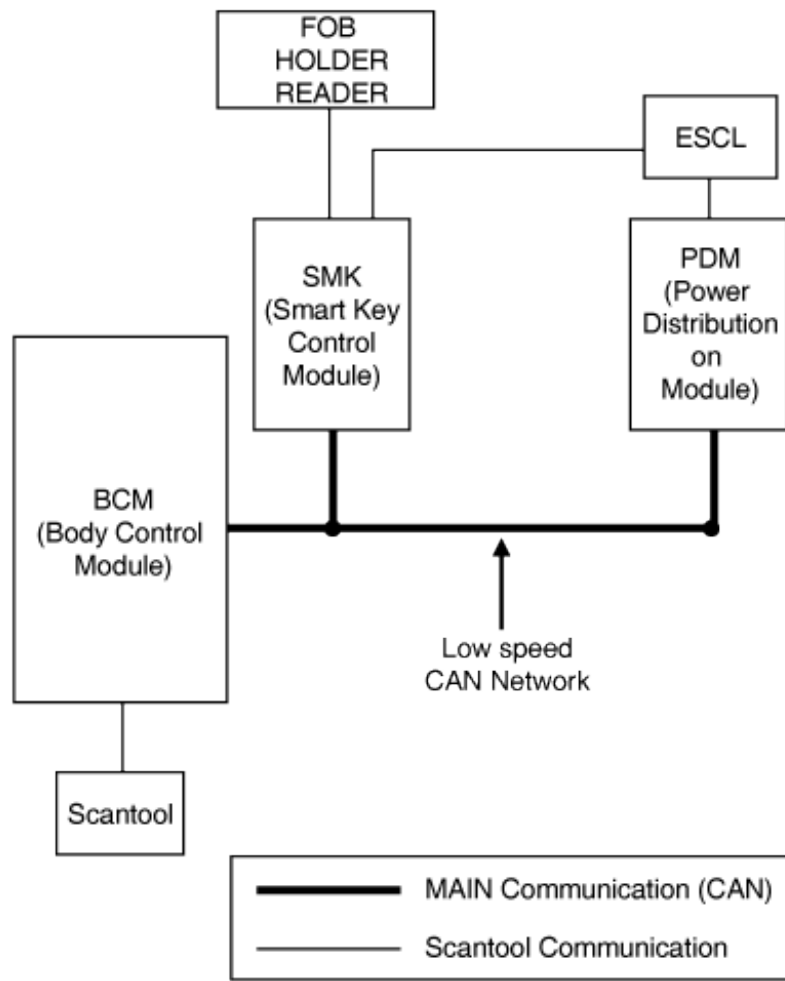 FOB
HOLDER
READER
ESCL
SMK
(Smart Key
Control
Module)
PDM
(Power
Distribution
on
Module)
BCM
(Body Control
Module)
Low speed
CAN Network
Scantool
MAIN Communication (CAN)
Scantool Communication